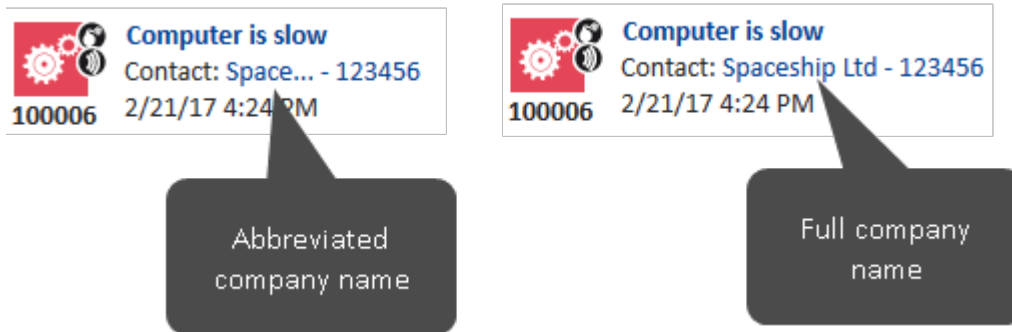 Computer is slow
Contact: Space... - 123456
100006 2/21/17 4:24 PM
Abbreviated
company name
Computer is slow
Contact: Spaceship Ltd - 123456
100006 2/21/17 4:24 PM
Full company
name